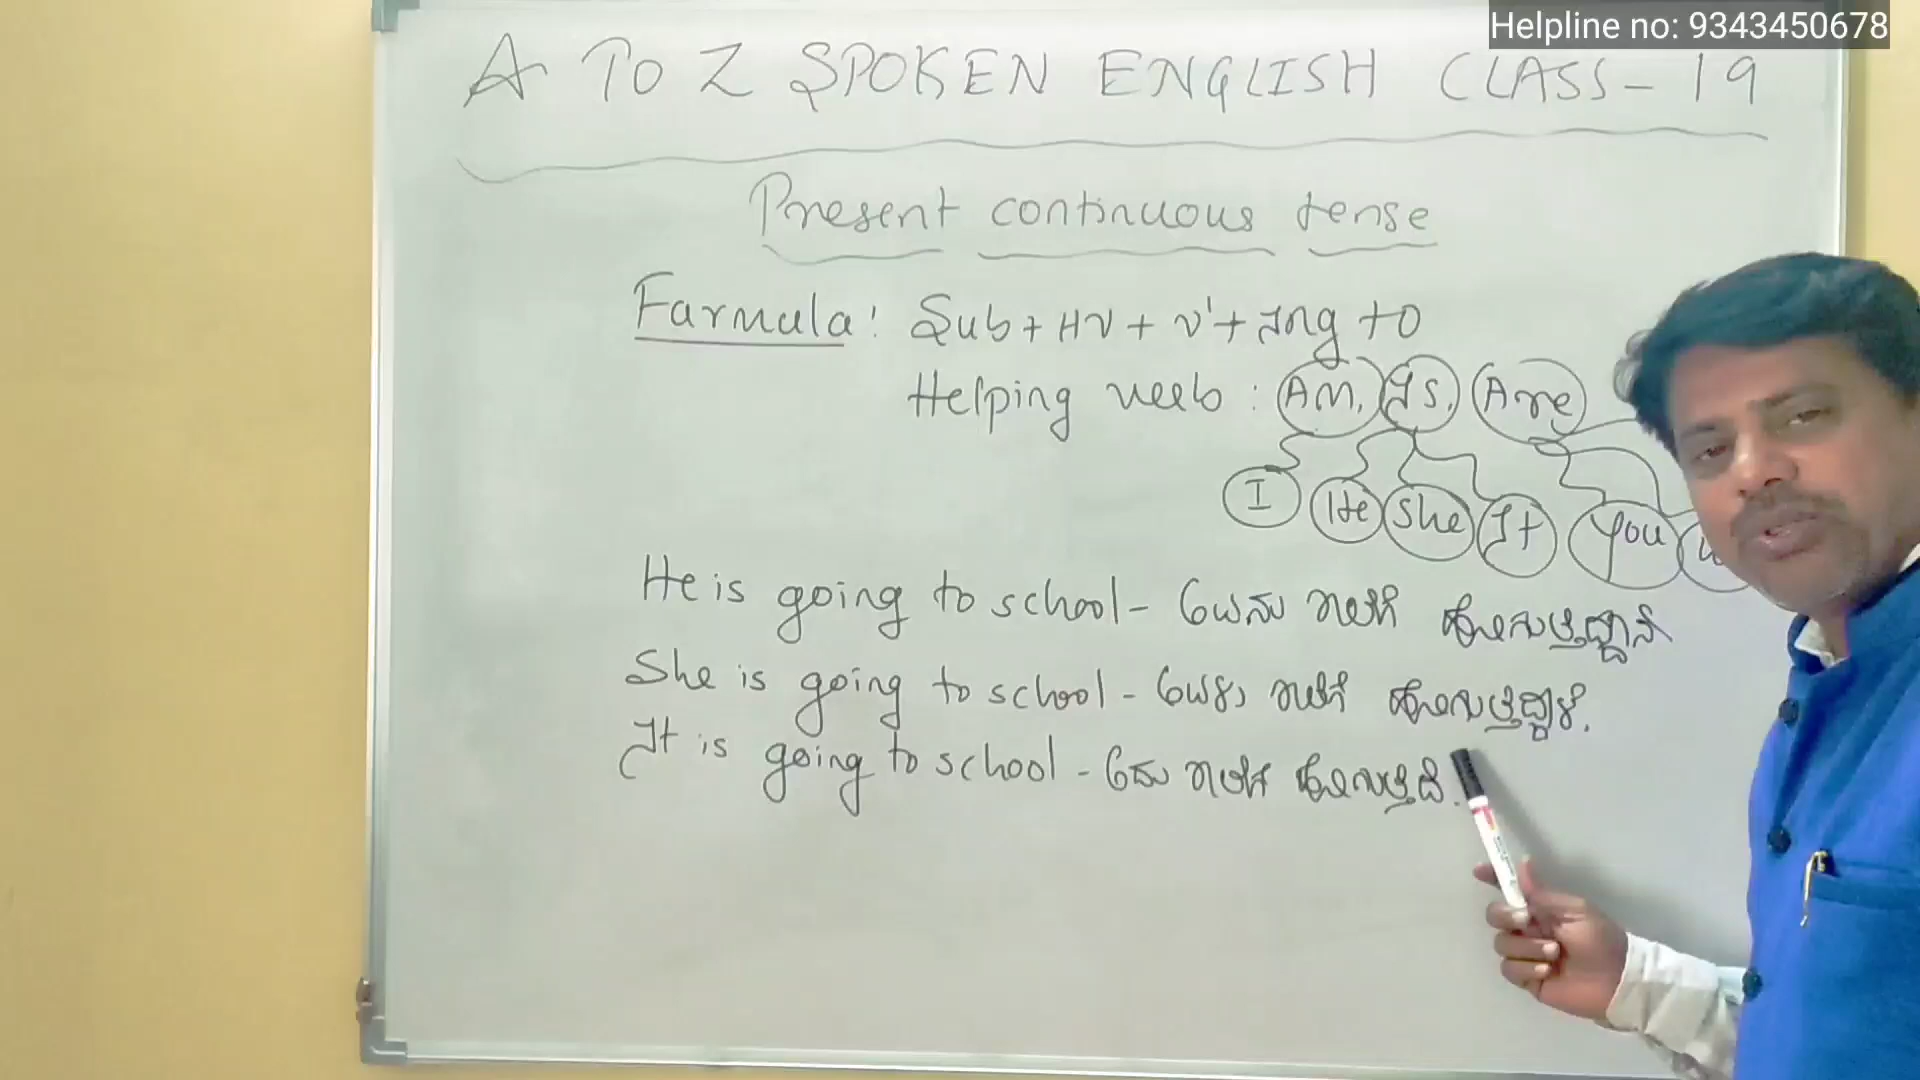 Helpline no: 9343450678
A TO Z SPOKEN ENGLISH CLASS - 19
Present continuous tense
Farmula: Sub + HV + V¹ + Ing + O
Helping verb : Am, Is, Are
I He She It You
He is going to school - ಅವನು ಶಾಲೆಗೆ ಹೋಗುತ್ತಿದ್ದಾನೆ
She is going to school - ಅವಳು ಶಾಲೆಗೆ ಹೋಗುತ್ತಿದ್ದಾಳೆ.
It is going to school - ಅದು ಶಾಲೆಗೆ ಹೋಗುತ್ತಿದೆ.